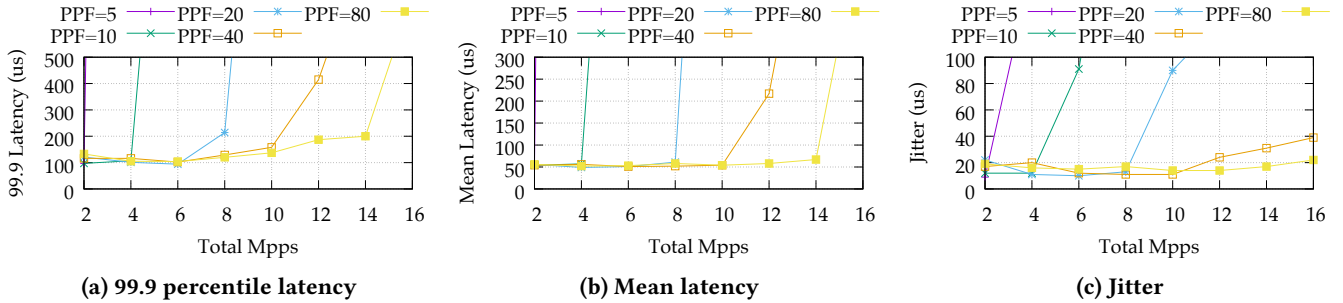 PPF=5
PPF=20
PPF=80
PPF=10
PPF=40
99.9 Latency (us)
500
400
300
200
100
0
2 4 6 8 10 12 14 16
Total Mpps
(a) 99.9 percentile latency
PPF=5
PPF=20
PPF=80
PPF=10
PPF=40
Mean Latency (us)
300
250
200
150
100
50
0
2 4 6 8 10 12 14 16
Total Mpps
(b) Mean latency
PPF=5
PPF=20
PPF=80
PPF=10
PPF=40
Jitter (us)
100
80
60
40
20
0
2 4 6 8 10 12 14 16
Total Mpps
(c) Jitter